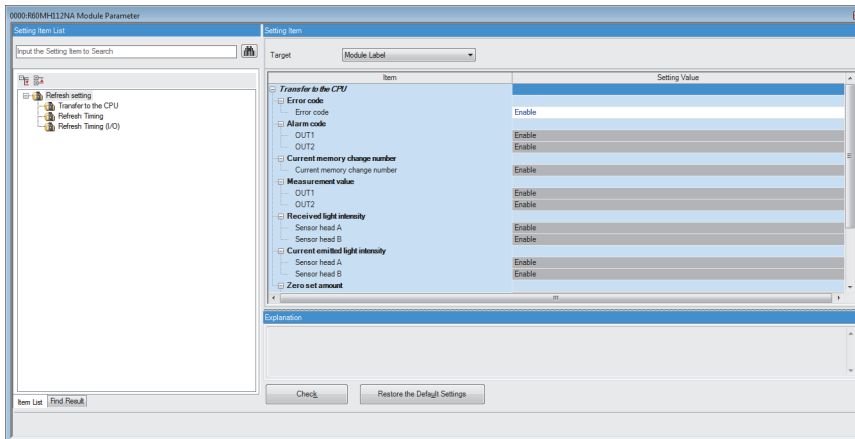 0000:R60MH112NA Module Parameter
Setting Item List
Input the Setting Item to Search
Refresh setting
Transfer to the CPU
Refresh Timing
Refresh Timing (I/O)
Item List
Find Result
Setting Item
Target
Module Label
Item
Setting Value
Transfer to the CPU
Error code
Error code Enable
Alarm code
OUT1 Enable
OUT2 Enable
Current memory change number
Current memory change number Enable
Measurement value
OUT1 Enable
OUT2 Enable
Received light intensity
Sensor head A Enable
Sensor head B Enable
Current emitted light intensity
Sensor head A Enable
Sensor head B Enable
Zero set amount
Explanation
Check
Restore the Default Settings